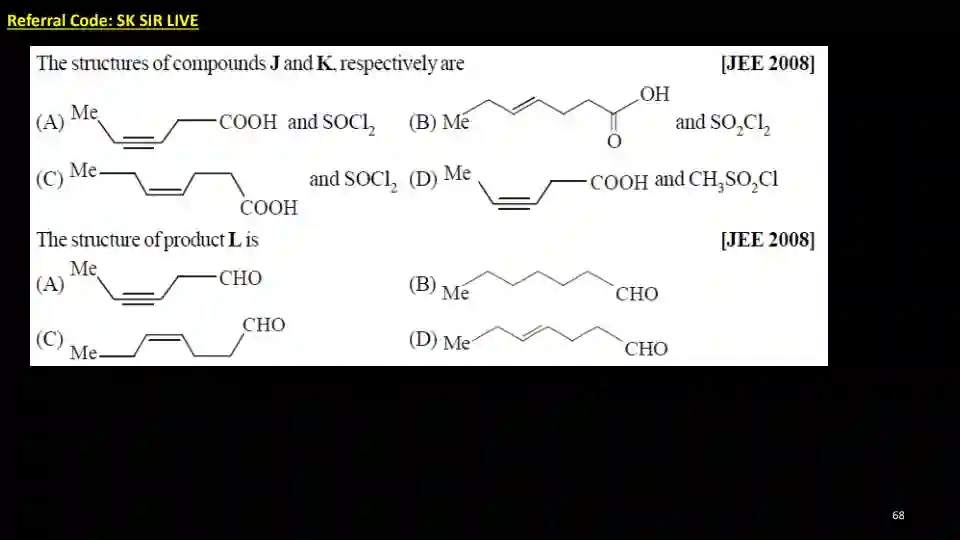 Referral Code: SK SIR LIVE
The structures of compounds J and K, respectively are [JEE 2008]
(A) Me COOH and SOCl₂ (B) Me OH O and SO₂Cl₂
(C) Me COOH and SOCl₂ (D) Me COOH and CH₃SO₂Cl
The structure of product L is [JEE 2008]
(A) Me CHO (B) Me CHO
(C) Me CHO (D) Me CHO
68